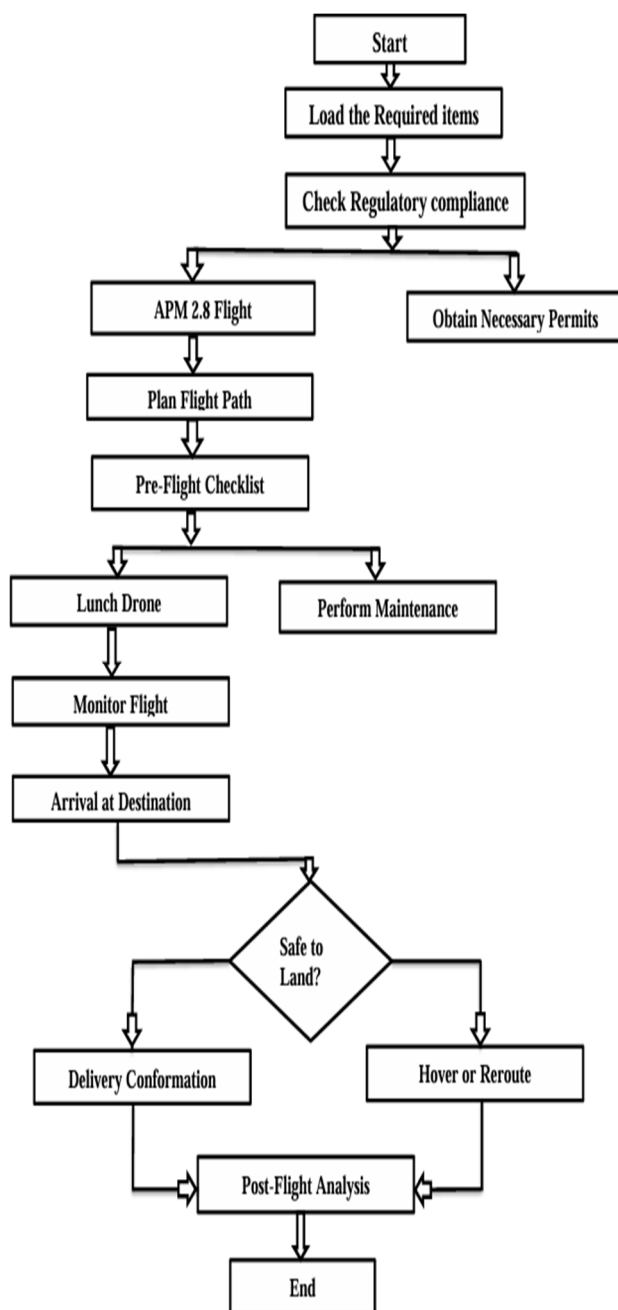 Start
Load the Required items
Check Regulatory compliance
APM 2.8 Flight
Obtain Necessary Permits
Plan Flight Path
Pre-Flight Checklist
Lunch Drone
Perform Maintenance
Monitor Flight
Arrival at Destination
Safe to
Land?
Delivery Conformation
Hover or Reroute
Post-Flight Analysis
End